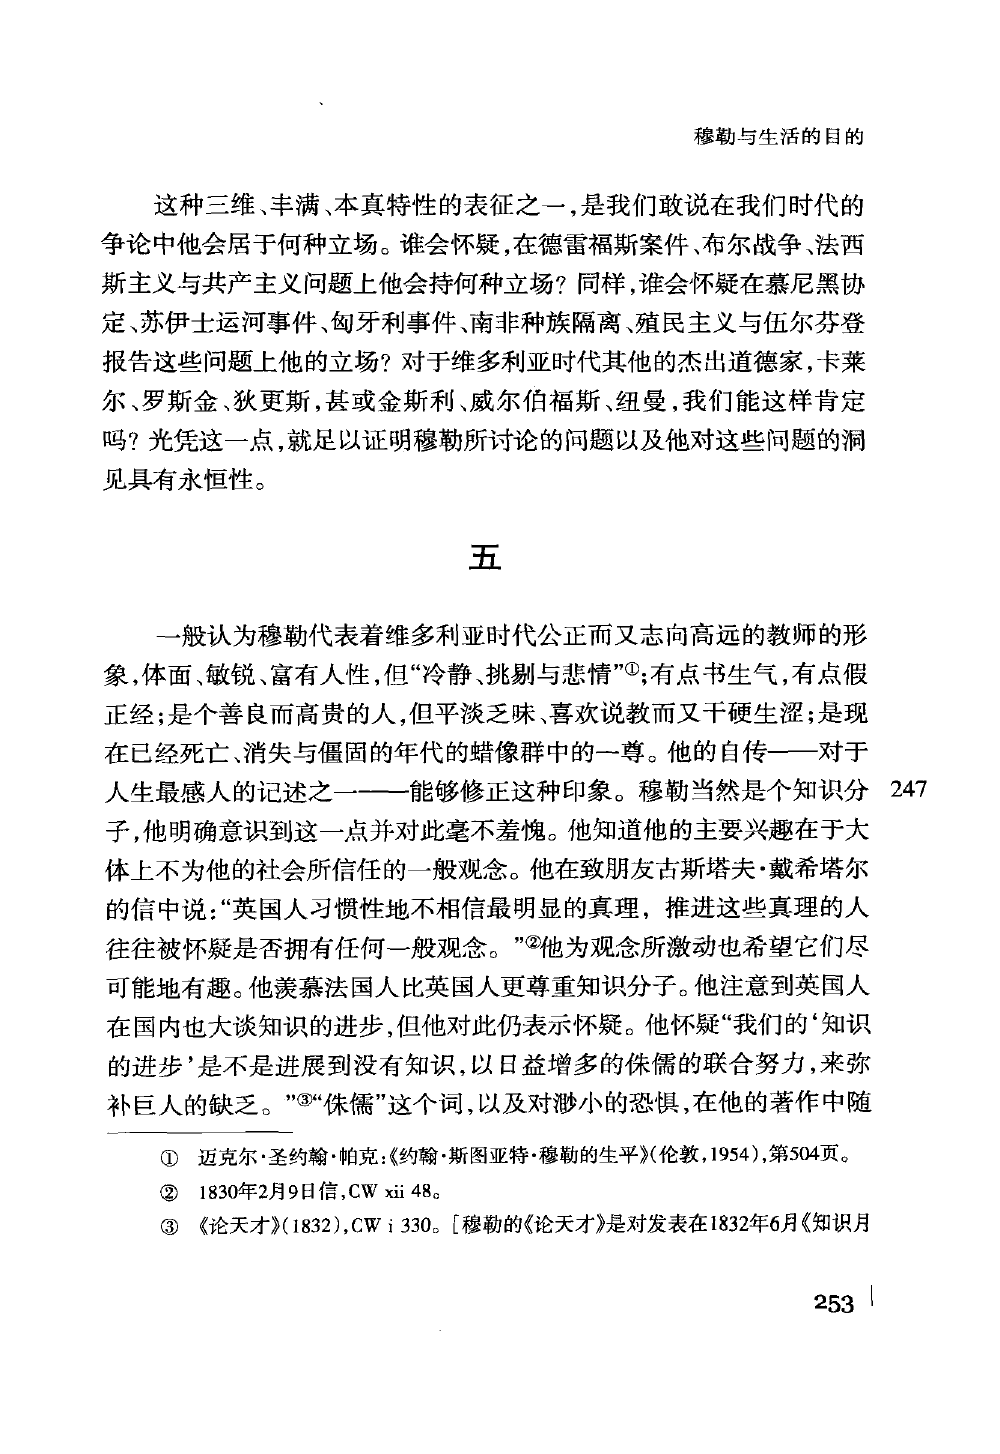 穆勒与生活的目的
这种三维、丰满、本真特性的表征之一,是我们敢说在我们时代的
争论中他会居于何种立场。谁会怀疑,在德雷福斯案件、布尔战争、法西
斯主义与共产主义问题上他会持何种立场?同样,谁会怀疑在慕尼黑协
定、苏伊士运河事件、匈牙利事件、南非种族隔离、殖民主义与伍尔芬登
报告这些问题上他的立场?对于维多利亚时代其他的杰出道德家,卡莱
尔、罗斯金、狄更斯,甚或金斯利、威尔伯福斯、纽曼,我们能这样肯定
吗?光凭这一点,就足以证明穆勒所讨论的问题以及他对这些问题的洞
见具有永恒性。
五
一般认为穆勒代表着维多利亚时代公正而又志向高远的教师的形
象,体面、敏锐、富有人性,但“冷静、挑剔与悲情”①;有点书生气,有点假
正经;是个善良而高贵的人,但平淡乏味、喜欢说教而又干硬生涩;是现
在已经死亡、消失与僵固的年代的蜡像群中的一尊。他的自传——对于
人生最感人的记述之一——能够修正这种印象。穆勒当然是个知识分 247
子,他明确意识到这一点并对此毫不羞愧。他知道他的主要兴趣在于大
体上不为他的社会所信任的一般观念。他在致朋友古斯塔夫·戴希塔尔
的信中说:“英国人习惯性地不相信最明显的真理，推进这些真理的人
往往被怀疑是否拥有任何一般观念。”②他为观念所激动也希望它们尽
可能地有趣。他羡慕法国人比英国人更尊重知识分子。他注意到英国人
在国内也大谈知识的进步,但他对此仍表示怀疑。他怀疑“我们的‘知识
的进步’是不是进展到没有知识,以日益增多的侏儒的联合努力,来弥
补巨人的缺乏。”③“侏儒”这个词,以及对渺小的恐惧,在他的著作中随
① 迈克尔·圣约翰·帕克:《约翰·斯图亚特·穆勒的生平》(伦敦,1954),第504页。
② 1830年2月9日信,CW xii 48。
③ 《论天才》(1832),CW i 330。[穆勒的《论天才》是对发表在1832年6月《知识月
253